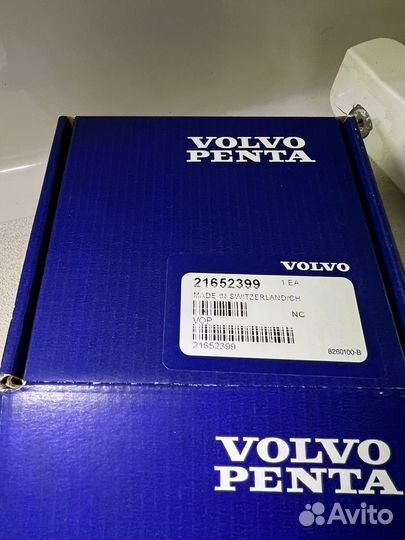 VOLVO
PENTA
VOLVO
21652399 1 EA
MADE IN SWITZERLAND/CH
NC
VOP
21652399
8260100-B
VOLVO
PENTA
Avito